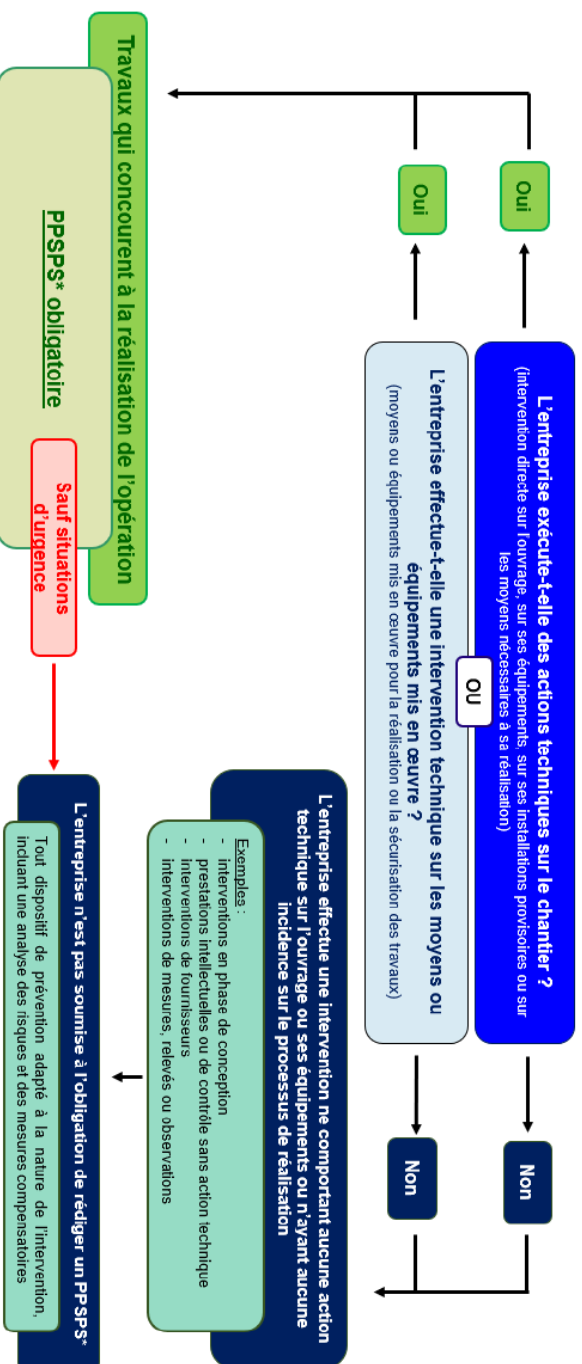 L'entreprise exécute-t-elle des actions techniques sur le chantier ?
(intervention directe sur l'ouvrage, sur ses équipements, sur ses installations provisoires ou sur
les moyens nécessaires à sa réalisation)
OU
L'entreprise effectue-t-elle une intervention technique sur les moyens ou
équipements mis en œuvre ?
(moyens ou équipements mis en œuvre pour la réalisation ou la sécurisation des travaux)
Oui
Oui
Non
Non
Travaux qui concourent à la réalisation de l'opération
PPSPS* obligatoire
Sauf situations
d'urgence
L'entreprise effectue une intervention ne comportant aucune action
technique sur l'ouvrage ou ses équipements ou n'ayant aucune
incidence sur le processus de réalisation
Exemples :
- interventions en phase de conception
- prestations intellectuelles ou de contrôle sans action technique
- interventions de fournisseurs
- interventions de mesures, relevés ou observations
L'entreprise n'est pas soumise à l'obligation de rédiger un PPSPS*
Tout dispositif de prévention adapté à la nature de l'intervention,
incluant une analyse des risques et des mesures compensatoires